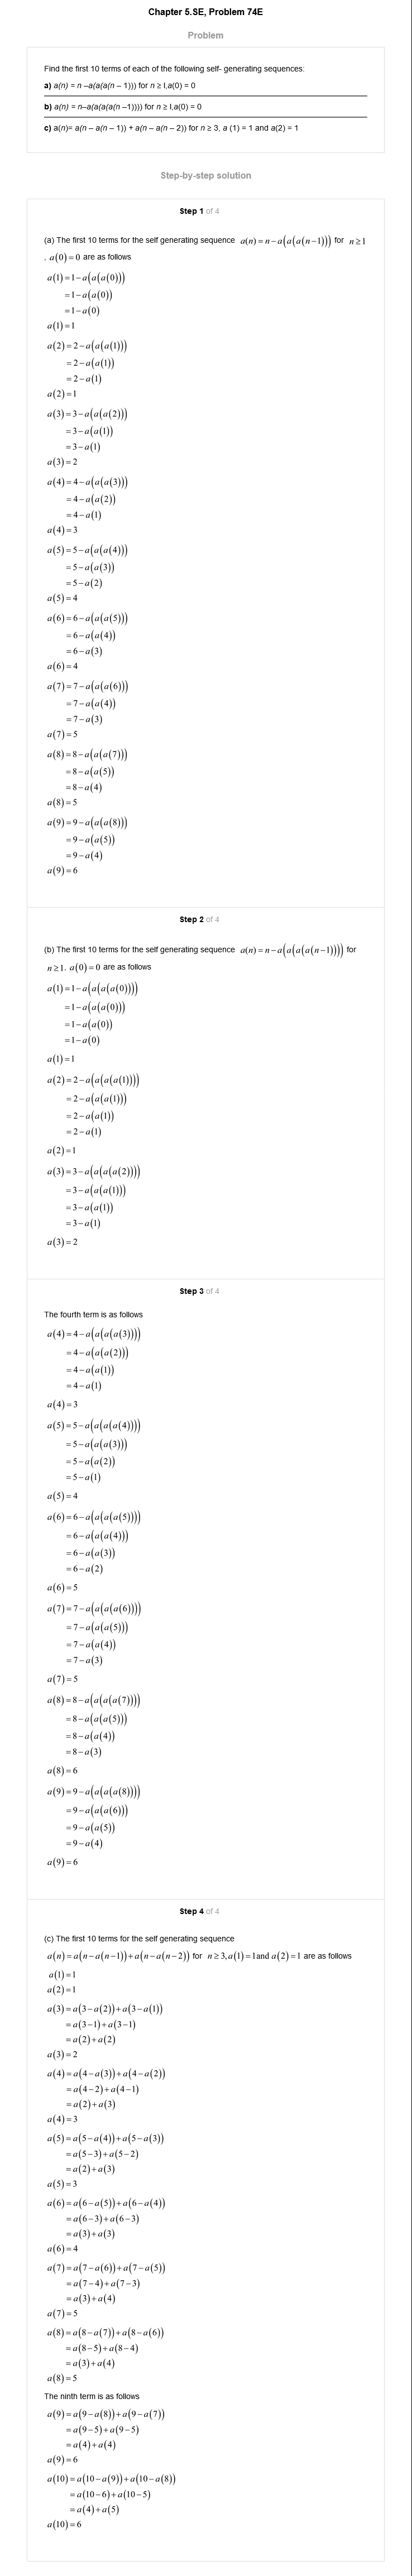 Chapter 5.SE, Problem 74E
Problem
Find the first 10 terms of each of the following self- generating sequences:
a) a(n) = n –a(a(a(n – 1))) for n ≥ l,a(0) = 0
b) a(n) = n–a(a(a(a(n –1)))) for n ≥ l,a(0) = 0
c) a(n)= a(n – a(n – 1)) + a(n – a(n – 2)) for n ≥ 3, a (1) = 1 and a(2) = 1
Step-by-step solution
Step 1 of 4
(a) The first 10 terms for the self generating sequence a(n)=n−a(a(a(n−1))) for n≥1
, a(0)=0 are as follows
a(1)=1−a(a(a(0)))
=1−a(a(0))
=1−a(0)
a(1)=1
a(2)=2−a(a(a(1)))
=2−a(a(1))
=2−a(1)
a(2)=1
a(3)=3−a(a(a(2)))
=3−a(a(1))
=3−a(1)
a(3)=2
a(4)=4−a(a(a(3)))
=4−a(a(2))
=4−a(1)
a(4)=3
a(5)=5−a(a(a(4)))
=5−a(a(3))
=5−a(2)
a(5)=4
a(6)=6−a(a(a(5)))
=6−a(a(4))
=6−a(3)
a(6)=4
a(7)=7−a(a(a(6)))
=7−a(a(4))
=7−a(3)
a(7)=5
a(8)=8−a(a(a(7)))
=8−a(a(5))
=8−a(4)
a(8)=5
a(9)=9−a(a(a(8)))
=9−a(a(5))
=9−a(4)
a(9)=6
Step 2 of 4
(b) The first 10 terms for the self generating sequence a(n)=n−a(a(a(a(n−1)))) for
n≥1, a(0)=0 are as follows
a(1)=1−a(a(a(a(0))))
=1−a(a(a(0)))
=1−a(a(0))
=1−a(0)
a(1)=1
a(2)=2−a(a(a(a(1))))
=2−a(a(a(1)))
=2−a(a(1))
=2−a(1)
a(2)=1
a(3)=3−a(a(a(a(2))))
=3−a(a(a(1)))
=3−a(a(1))
=3−a(1)
a(3)=2
Step 3 of 4
The fourth term is as follows
a(4)=4−a(a(a(a(3))))
=4−a(a(a(2)))
=4−a(a(1))
=4−a(1)
a(4)=3
a(5)=5−a(a(a(a(4))))
=5−a(a(a(3)))
=5−a(a(2))
=5−a(1)
a(5)=4
a(6)=6−a(a(a(a(5))))
=6−a(a(a(4)))
=6−a(a(3))
=6−a(2)
a(6)=5
a(7)=7−a(a(a(a(6))))
=7−a(a(a(5)))
=7−a(a(4))
=7−a(3)
a(7)=5
a(8)=8−a(a(a(a(7))))
=8−a(a(a(5)))
=8−a(a(4))
=8−a(3)
a(8)=6
a(9)=9−a(a(a(a(8))))
=9−a(a(a(6)))
=9−a(a(5))
=9−a(4)
a(9)=6
Step 4 of 4
(c) The first 10 terms for the self generating sequence
a(n)=a(n−a(n−1))+a(n−a(n−2)) for n≥3,a(1)=1and a(2)=1 are as follows
a(1)=1
a(2)=1
a(3)=a(3−a(2))+a(3−a(1))
=a(3−1)+a(3−1)
=a(2)+a(2)
a(3)=2
a(4)=a(4−a(3))+a(4−a(2))
=a(4−2)+a(4−1)
=a(2)+a(3)
a(4)=3
a(5)=a(5−a(4))+a(5−a(3))
=a(5−3)+a(5−2)
=a(2)+a(3)
a(5)=3
a(6)=a(6−a(5))+a(6−a(4))
=a(6−3)+a(6−3)
=a(3)+a(3)
a(6)=4
a(7)=a(7−a(6))+a(7−a(5))
=a(7−4)+a(7−3)
=a(3)+a(4)
a(7)=5
a(8)=a(8−a(7))+a(8−a(6))
=a(8−5)+a(8−4)
=a(3)+a(4)
a(8)=5
The ninth term is as follows
a(9)=a(9−a(8))+a(9−a(7))
=a(9−5)+a(9−5)
=a(4)+a(4)
a(9)=6
a(10)=a(10−a(9))+a(10−a(8))
=a(10−6)+a(10−5)
=a(4)+a(5)
a(10)=6